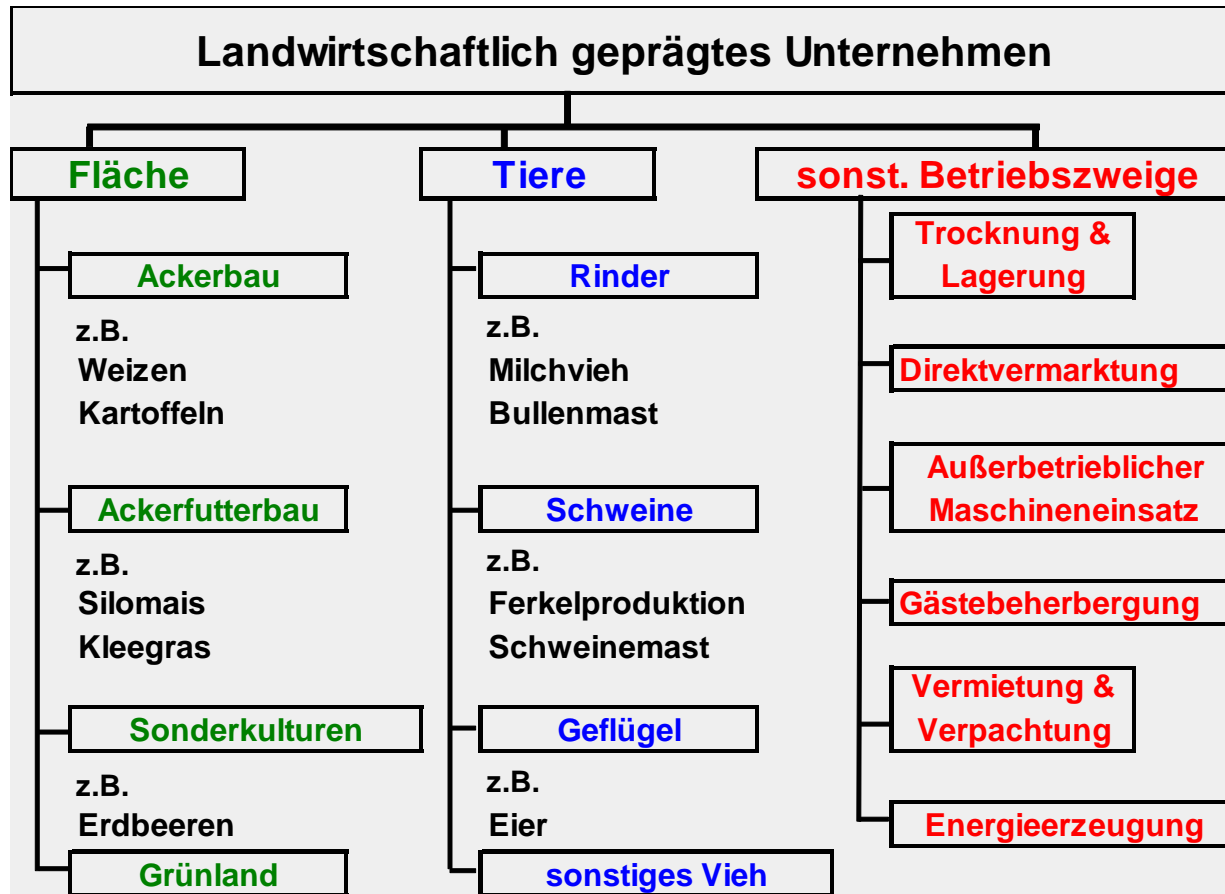 Landwirtschaftlich geprägtes Unternehmen
Fläche
Ackerbau
z.B.
Weizen
Kartoffeln
Ackerfutterbau
z.B.
Silomais
Kleegras
Sonderkulturen
z.B.
Erdbeeren
Grünland
Tiere
Rinder
z.B.
Milchvieh
Bullenmast
Schweine
z.B.
Ferkelproduktion
Schweinemast
Geflügel
z.B.
Eier
sonstiges Vieh
sonst. Betriebszweige
Trocknung &
Lagerung
Direktvermarktung
Außerbetrieblicher
Maschineneinsatz
Gästebeherbergung
Vermietung &
Verpachtung
Energieerzeugung